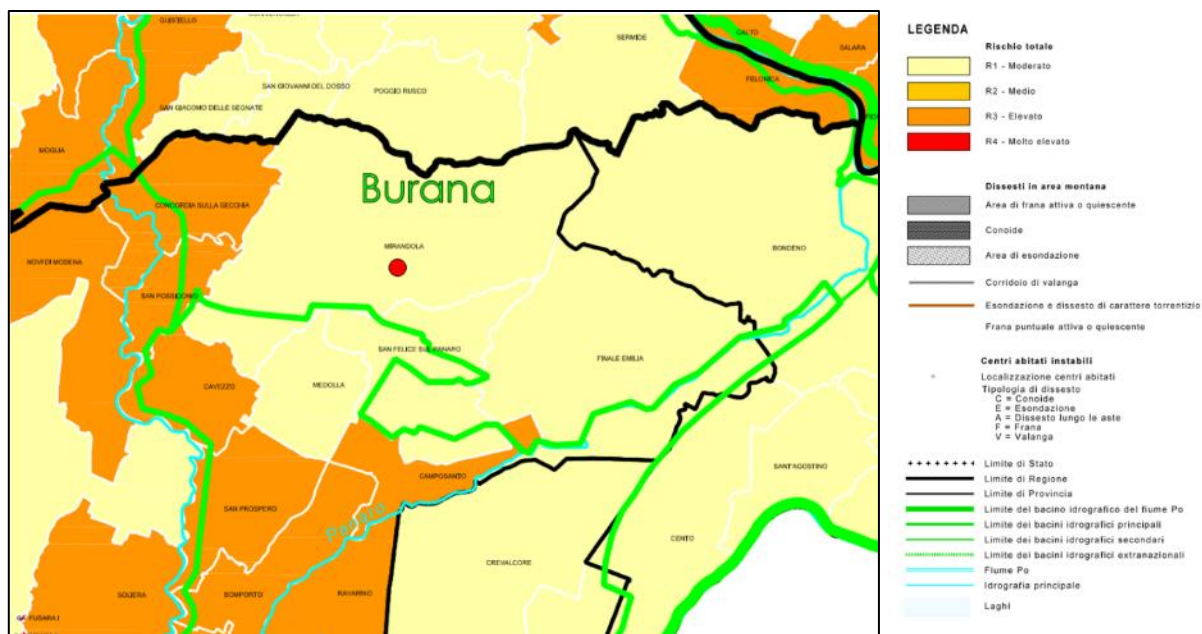 QUISTELLO
SERMIDE
CALTO
SALARA
FELONICA
SAN GIOVANNI DEL DOSSO
POGGIO RUSCO
SAN GIACOMO DELLE SEGNATE
MOGLIA
Burana
CONCORDIA SULLA SECCHIA
MIRANDOLA
BONDENO
NOVI DI MODENA
SAN POSSIDONIO
SAN FELICE SUL PANARO
FINALE EMILIA
CAVEZZO
MEDOLLA
CAMPOSANTO
SANT'AGOSTINO
SAN PROSPERO
Panaro
CENTO
CREVALCORE
SOLIERA
BOMPORTO
RAVARINO
LEGENDA
Rischio totale
R1 - Moderato
R2 - Medio
R3 - Elevato
R4 - Molto elevato
Dissesti in area montana
Area di frana attiva o quiescente
Conoide
Area di esondazione
Corridoio di valanga
Esondazione e dissesto di carattere torrentizio
Frana puntuale attiva o quiescente
Centri abitati instabili
Localizzazione centri abitati
Tipologia di dissesto
C = Conoide
E = Esondazione
A = Dissesto lungo le aste
F = Frana
V = Valanga
Limite di Stato
Limite di Regione
Limite di Provincia
Limite del bacino idrografico del fiume Po
Limite dei bacini idrografici principali
Limite dei bacini idrografici secondari
Limite dei bacini idrografici extranazionali
Fiume Po
Idrografia principale
Laghi